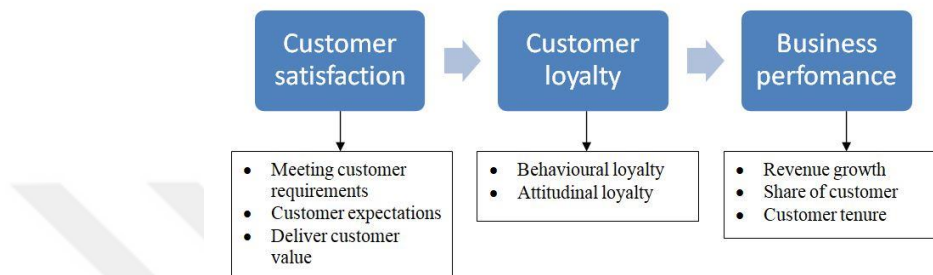 Customer
satisfaction
Customer
loyalty
Business
perfomance
• Meeting customer
requirements
• Customer expectations
• Deliver customer
value
• Behavioural loyalty
• Attitudinal loyalty
• Revenue growth
• Share of customer
• Customer tenure